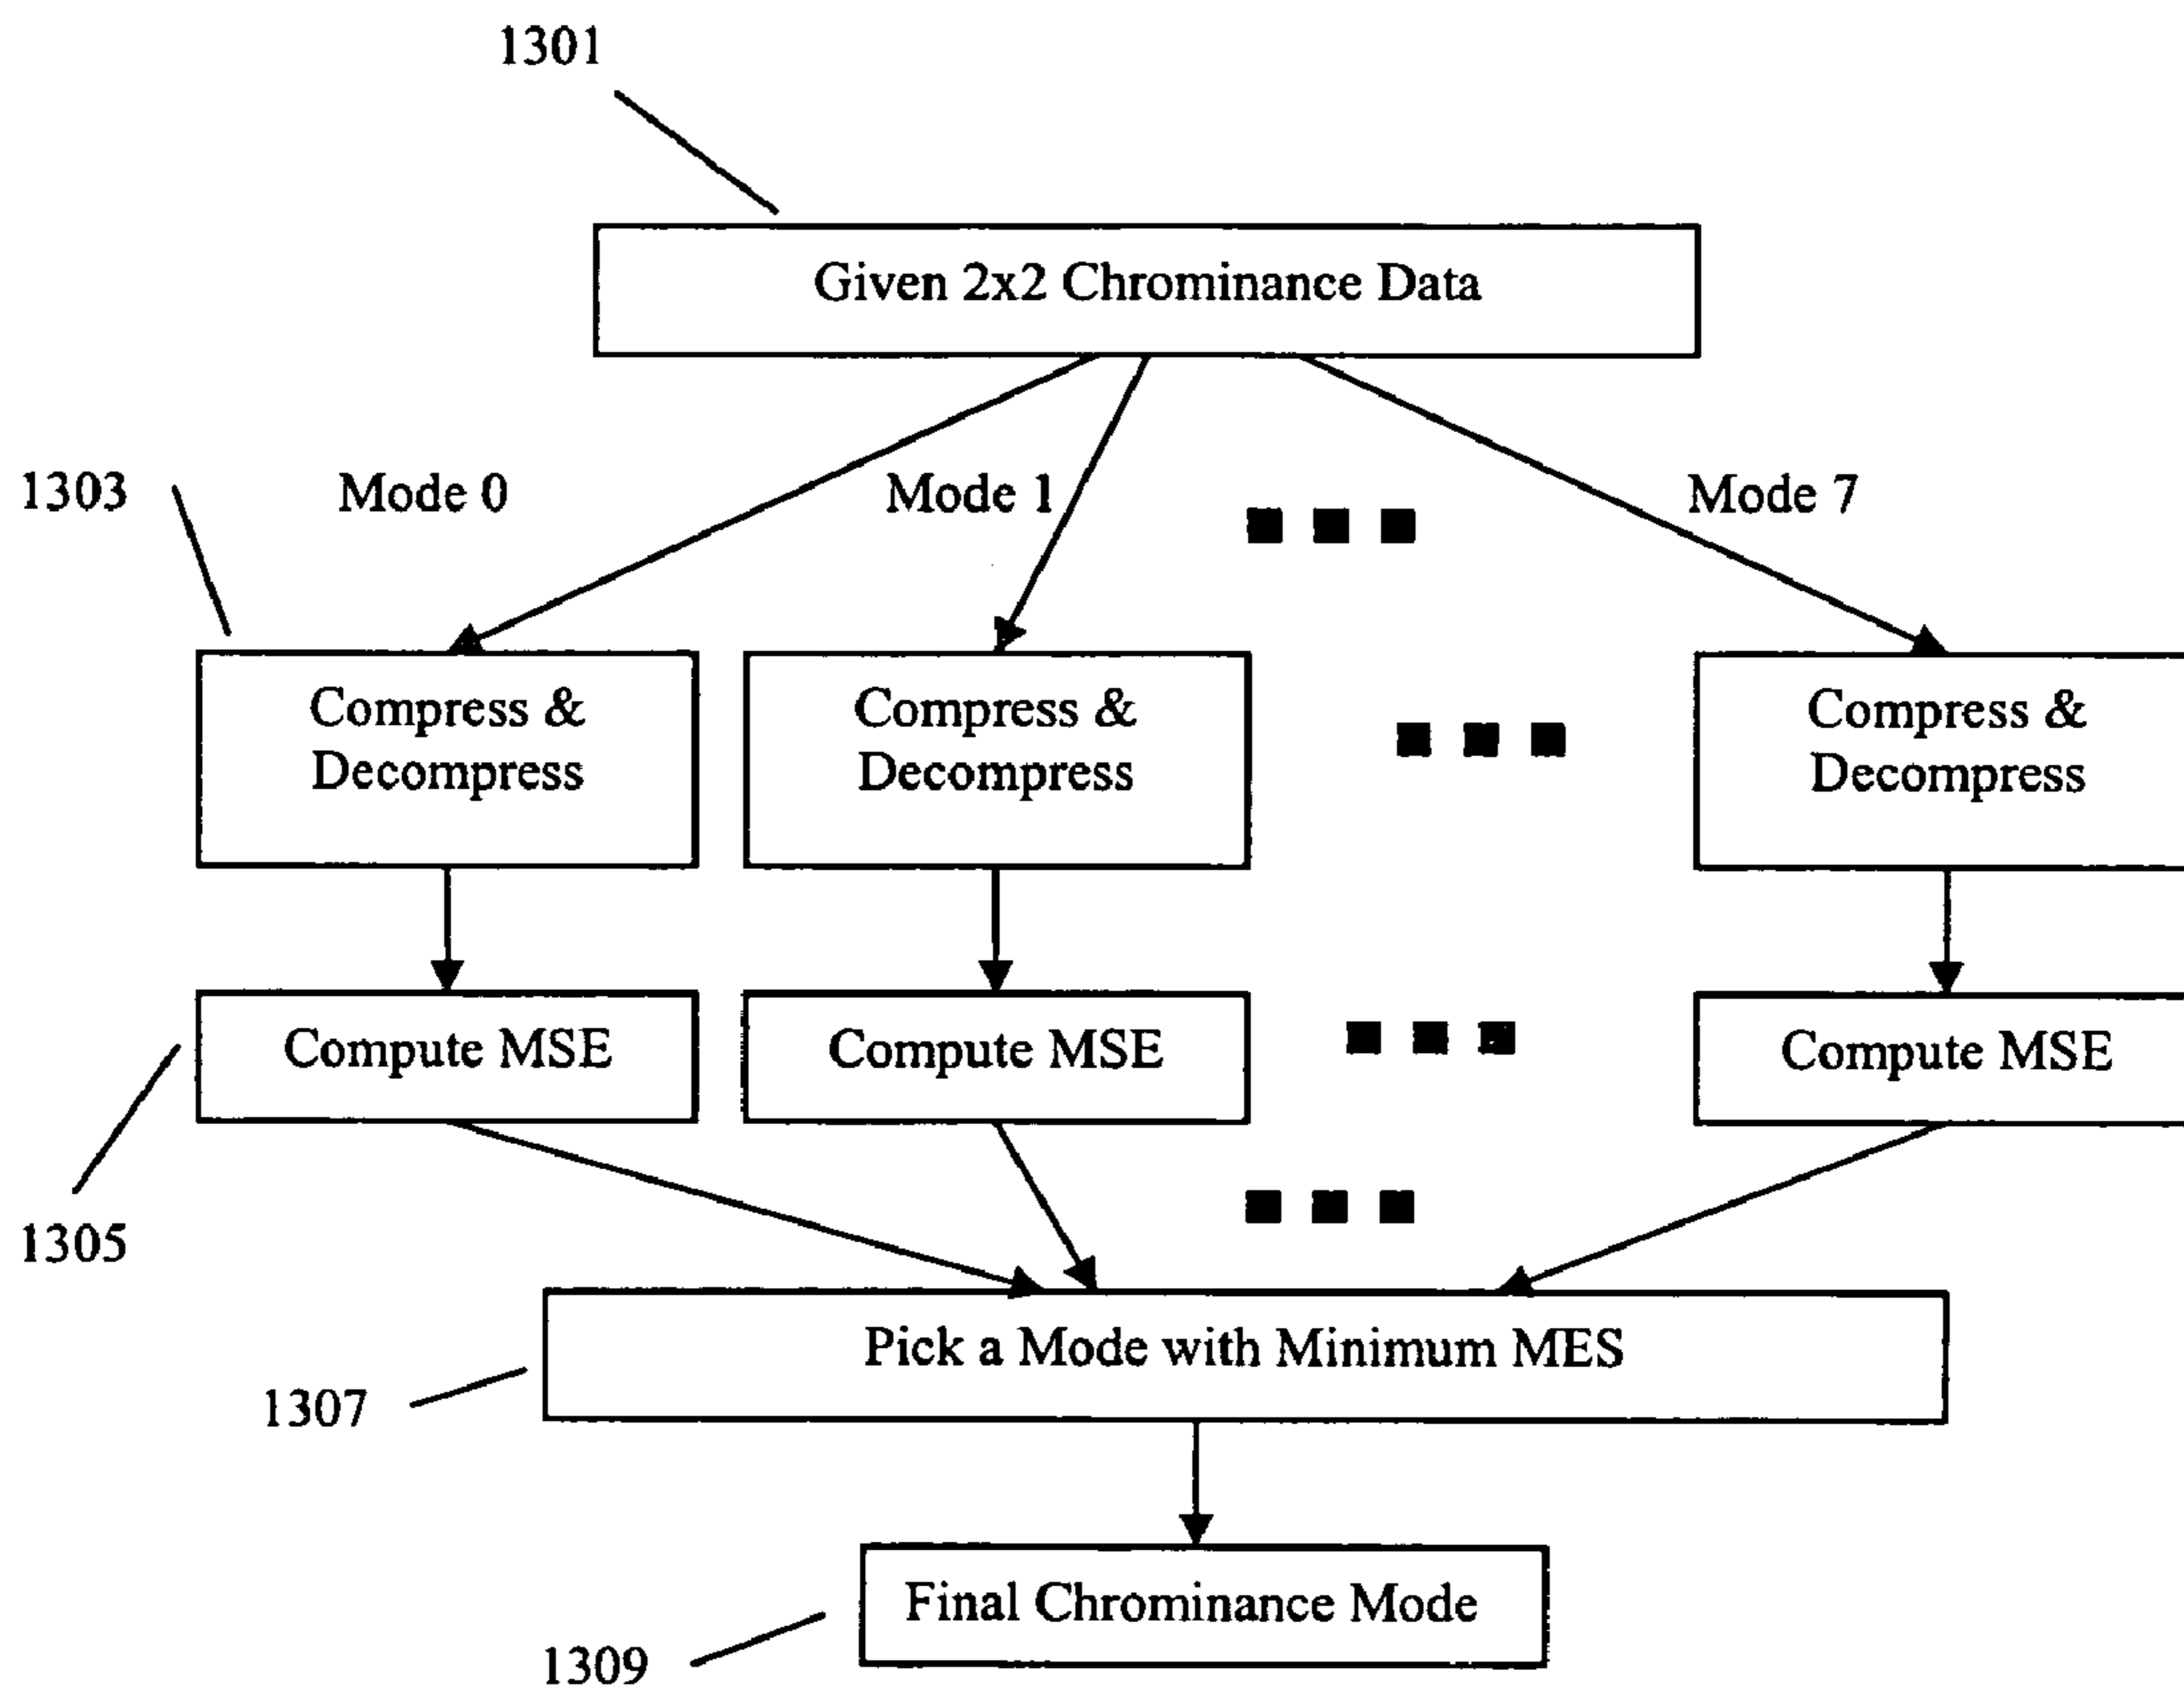 1301
Given 2x2 Chrominance Data
1303
Mode 0
Mode 1
Mode 7
Compress &
Decompress
Compress &
Decompress
Compress &
Decompress
Compute MSE
Compute MSE
Compute MSE
1305
Pick a Mode with Minimum MES
1307
Final Chrominance Mode
1309